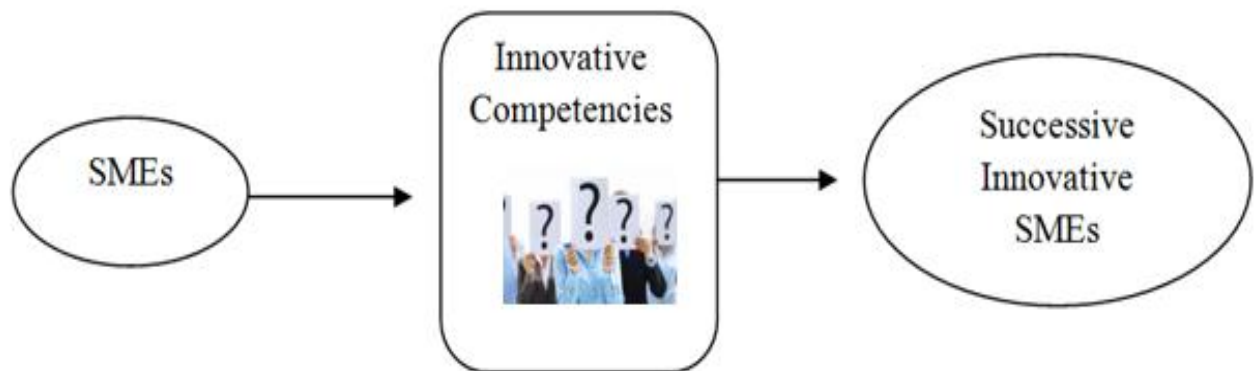 SMEs
Innovative
Competencies
? ? ? ?
Successive
Innovative
SMEs